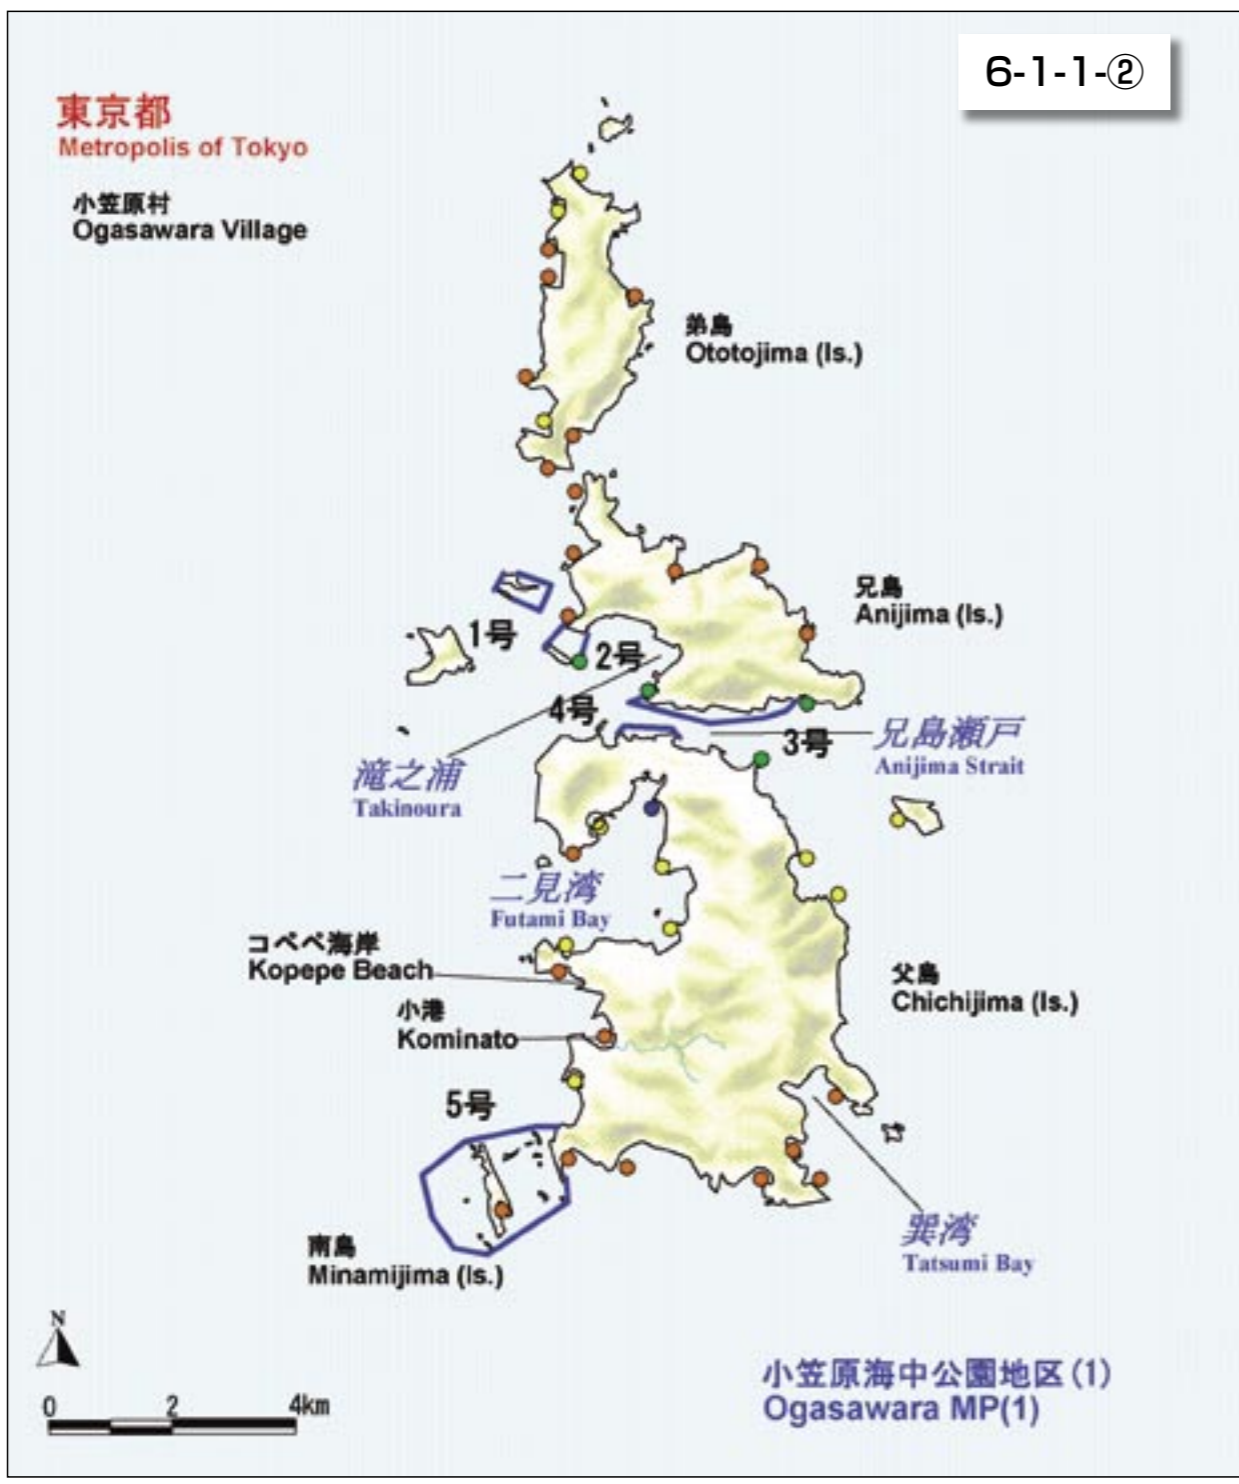 6-1-1-②
東京都
Metropolis of Tokyo
小笠原村
Ogasawara Village
弟島
Ototojima (Is.)
兄島
Anijima (Is.)
1号
2号
4号
3号
兄島瀬戸
Anijima Strait
滝之浦
Takinoura
二見湾
Futami Bay
コペペ海岸
Kopepe Beach
父島
Chichijima (Is.)
小港
Kominato
5号
巽湾
Tatsumi Bay
南島
Minamijima (Is.)
N
0 2 4km
小笠原海中公園地区(1)
Ogasawara MP(1)